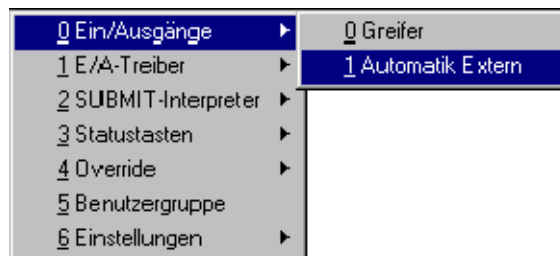 0 Ein/Ausgänge
1 E/A-Treiber
2 SUBMIT-Interpreter
3 Statustasten
4 Override
5 Benutzergruppe
6 Einstellungen
0 Greifer
1 Automatik Extern